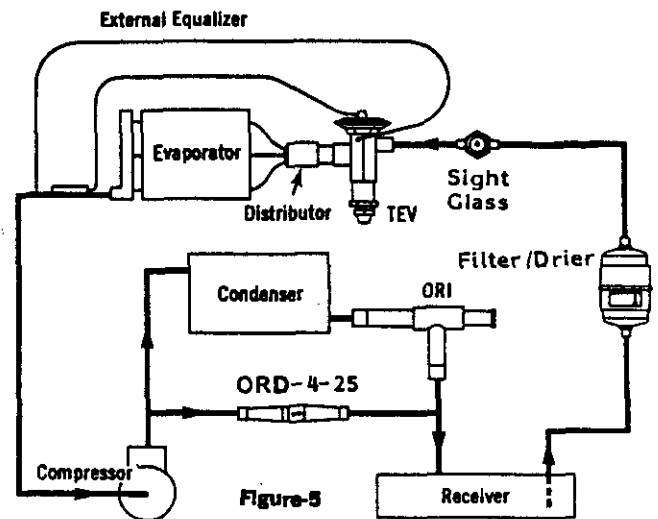 External Equalizer
Evaporator
Distributor
TEV
Sight
Glass
Filter/Drier
Condenser
ORI
ORD-4-25
Compressor
Figure-5
Receiver